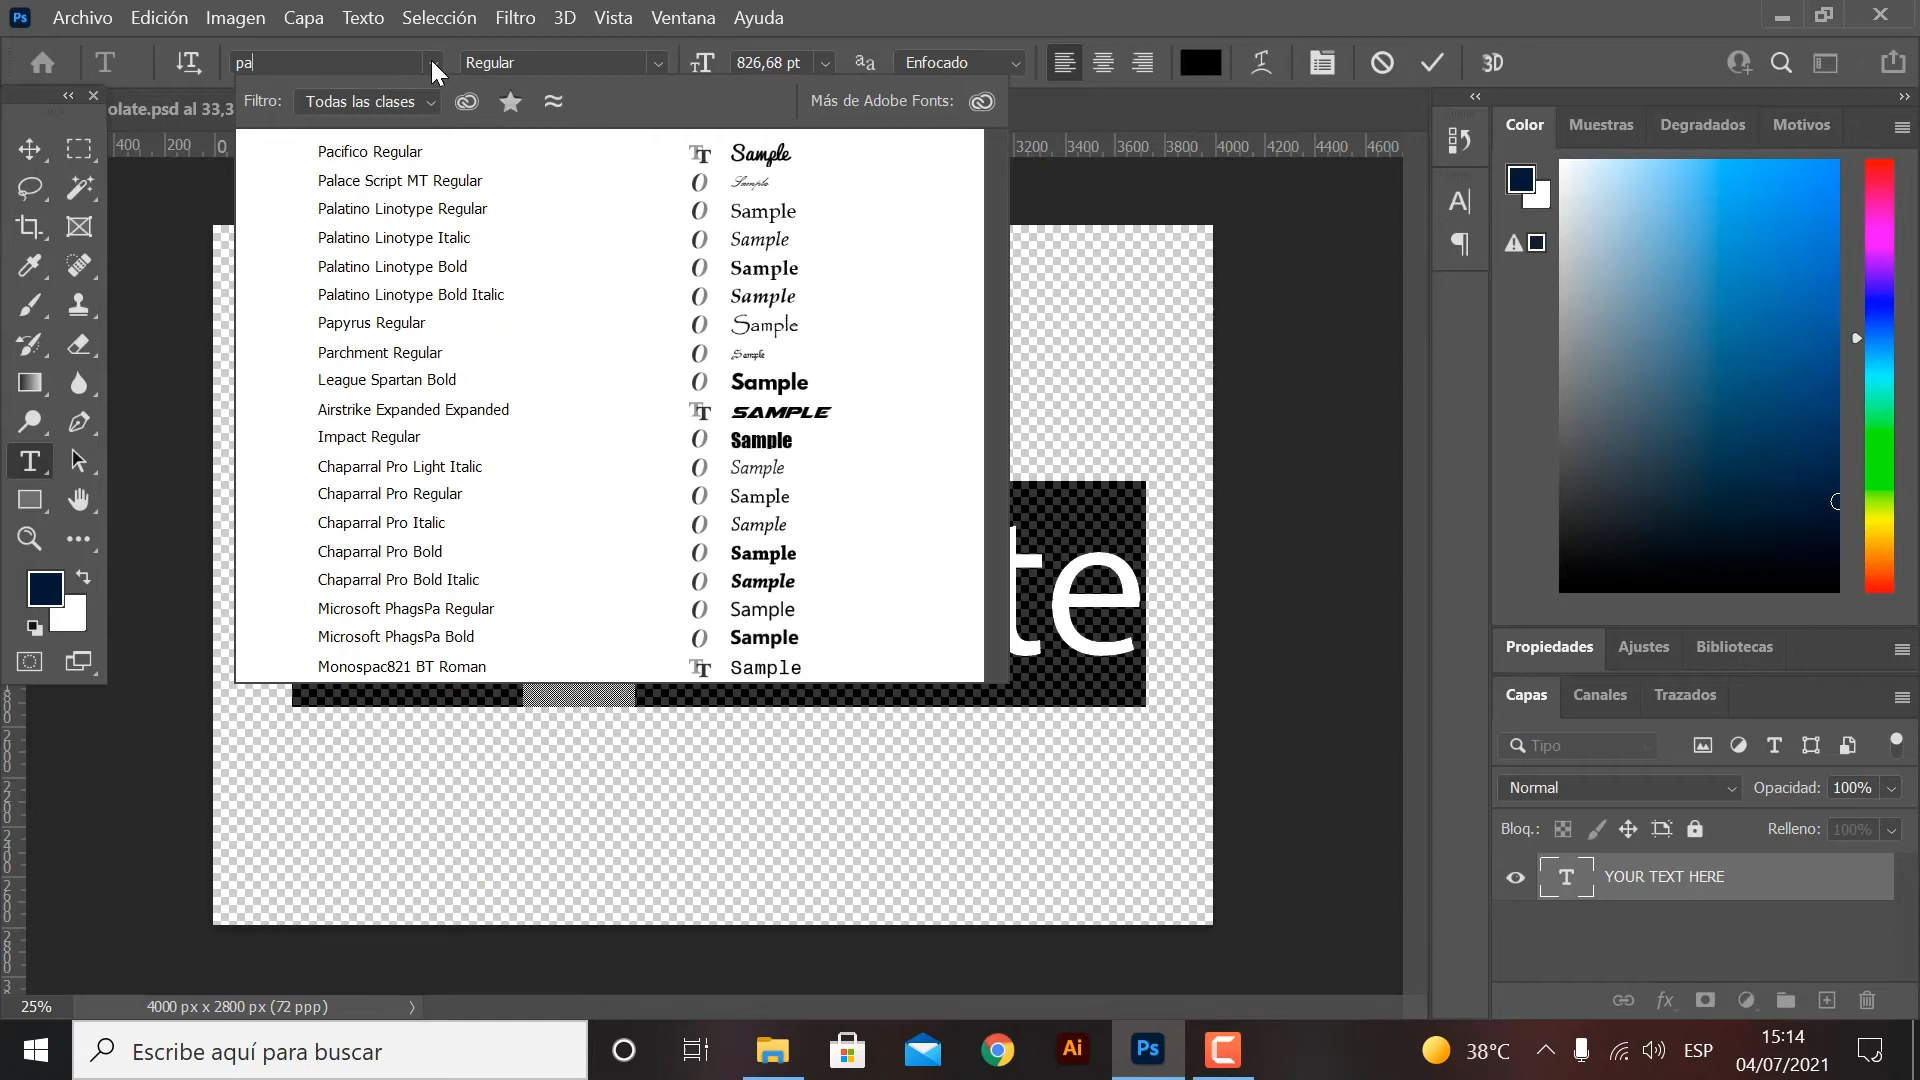 Ps Archivo Edición Imagen Capa Texto Selección Filtro 3D Vista Ventana Ayuda
pa Regular 826,68 pt Enfocado 3D
Filtro: Todas las clases Más de Adobe Fonts:
olate.psd al 33,3
400 200 0 3200 3400 3600 3800 4000 4200 4400 4600
Pacifico Regular Sample
Palace Script MT Regular Sample
Palatino Linotype Regular Sample
Palatino Linotype Italic Sample
Palatino Linotype Bold Sample
Palatino Linotype Bold Italic Sample
Papyrus Regular Sample
Parchment Regular Sample
League Spartan Bold Sample
Airstrike Expanded Expanded SAMPLE
Impact Regular Sample
Chaparral Pro Light Italic Sample
Chaparral Pro Regular Sample
Chaparral Pro Italic Sample
Chaparral Pro Bold Sample
Chaparral Pro Bold Italic Sample
Microsoft PhagsPa Regular Sample
Microsoft PhagsPa Bold Sample
Monospac821 BT Roman Sample
te
Color Muestras Degradados Motivos
Propiedades Ajustes Bibliotecas
Capas Canales Trazados
Tipo
Normal Opacidad: 100%
Bloq.: Relleno: 100%
YOUR TEXT HERE
fx
25% 4000 px x 2800 px (72 ppp)
Escribe aquí para buscar
Ai Ps
38°C ESP
15:14
04/07/2021